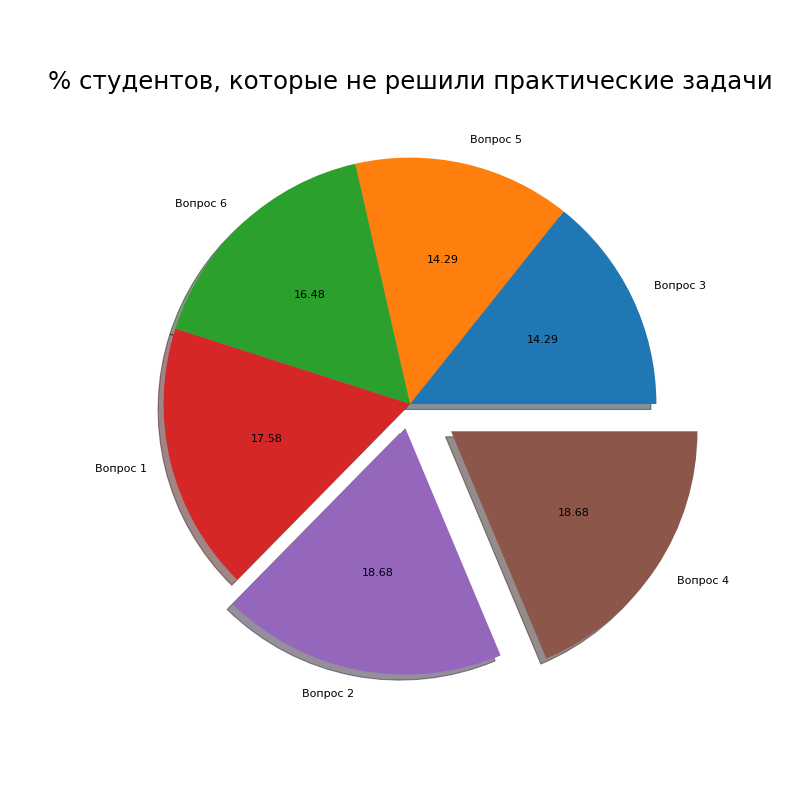 % студентов, которые не решили практические задачи
Вопрос 5
Вопрос 6
14.29
Вопрос 3
16.48
14.29
17.58
Вопрос 1
18.68
18.68
Вопрос 4
Вопрос 2